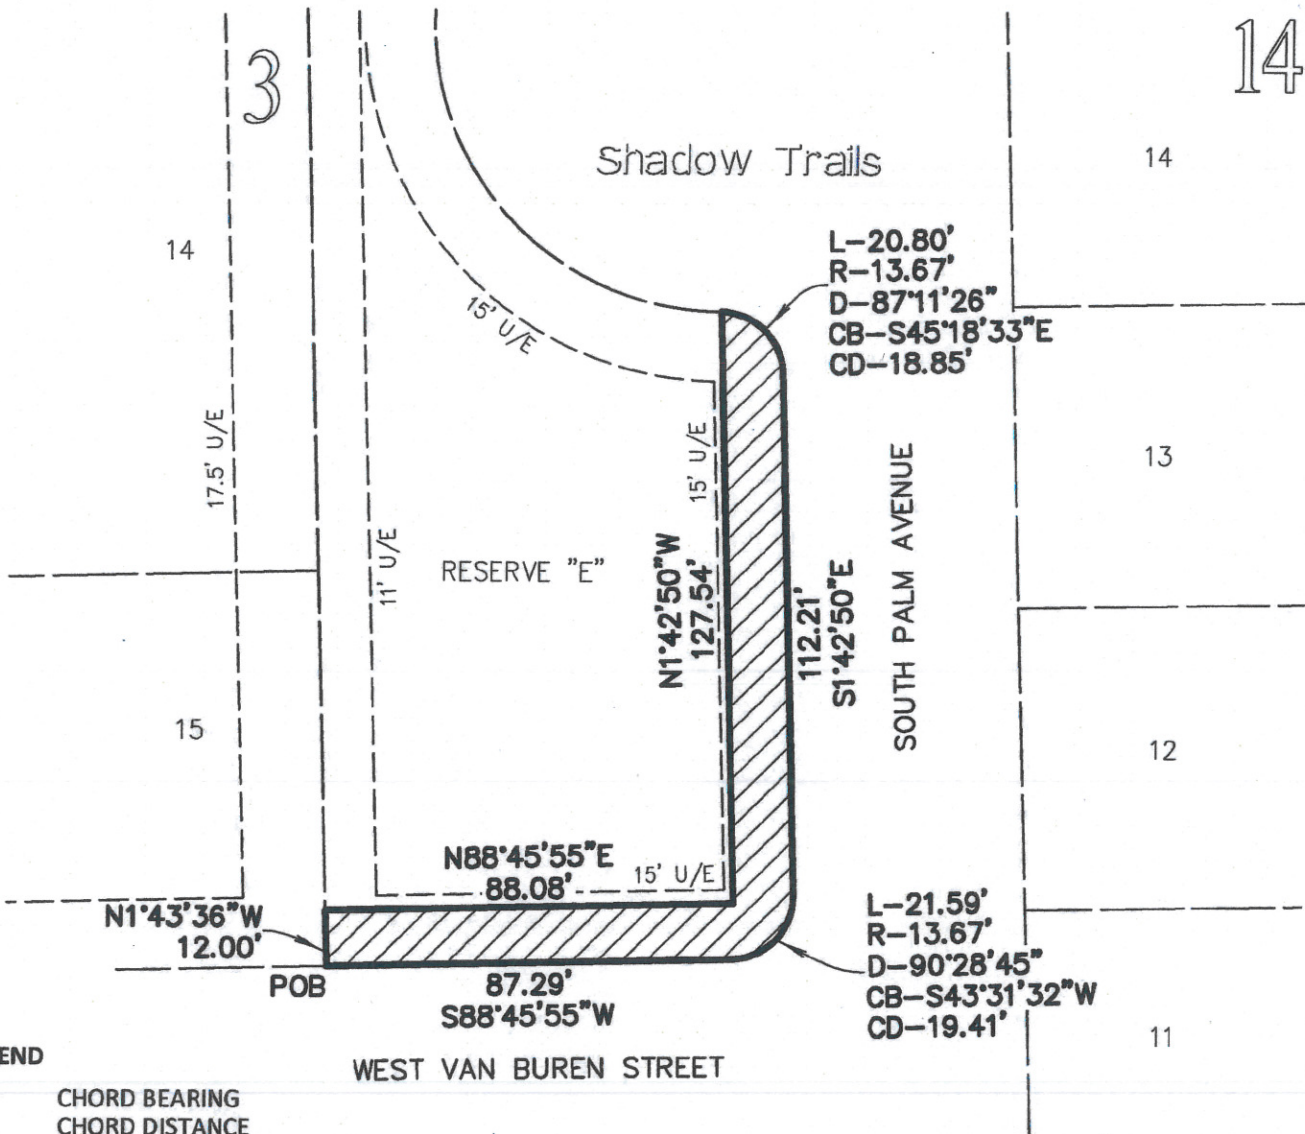 3
14
Shadow Trails
14
14
L-20.80'
R-13.67'
D-87°11'26"
CB-S45°18'33"E
CD-18.85'
15' U/E
17.5' U/E
15' U/E
13
SOUTH PALM AVENUE
11' U/E
RESERVE "E"
N1°42'50"W
127.54'
112.21'
S1°42'50"E
15
12
N88°45'55"E
88.08'
15' U/E
N1°43'36"W
12.00'
L-21.59'
R-13.67'
D-90°28'45"
CB-S43°31'32"W
CD-19.41'
POB
87.29'
S88°45'55"W
11
END
WEST VAN BUREN STREET
CHORD BEARING
CHORD DISTANCE